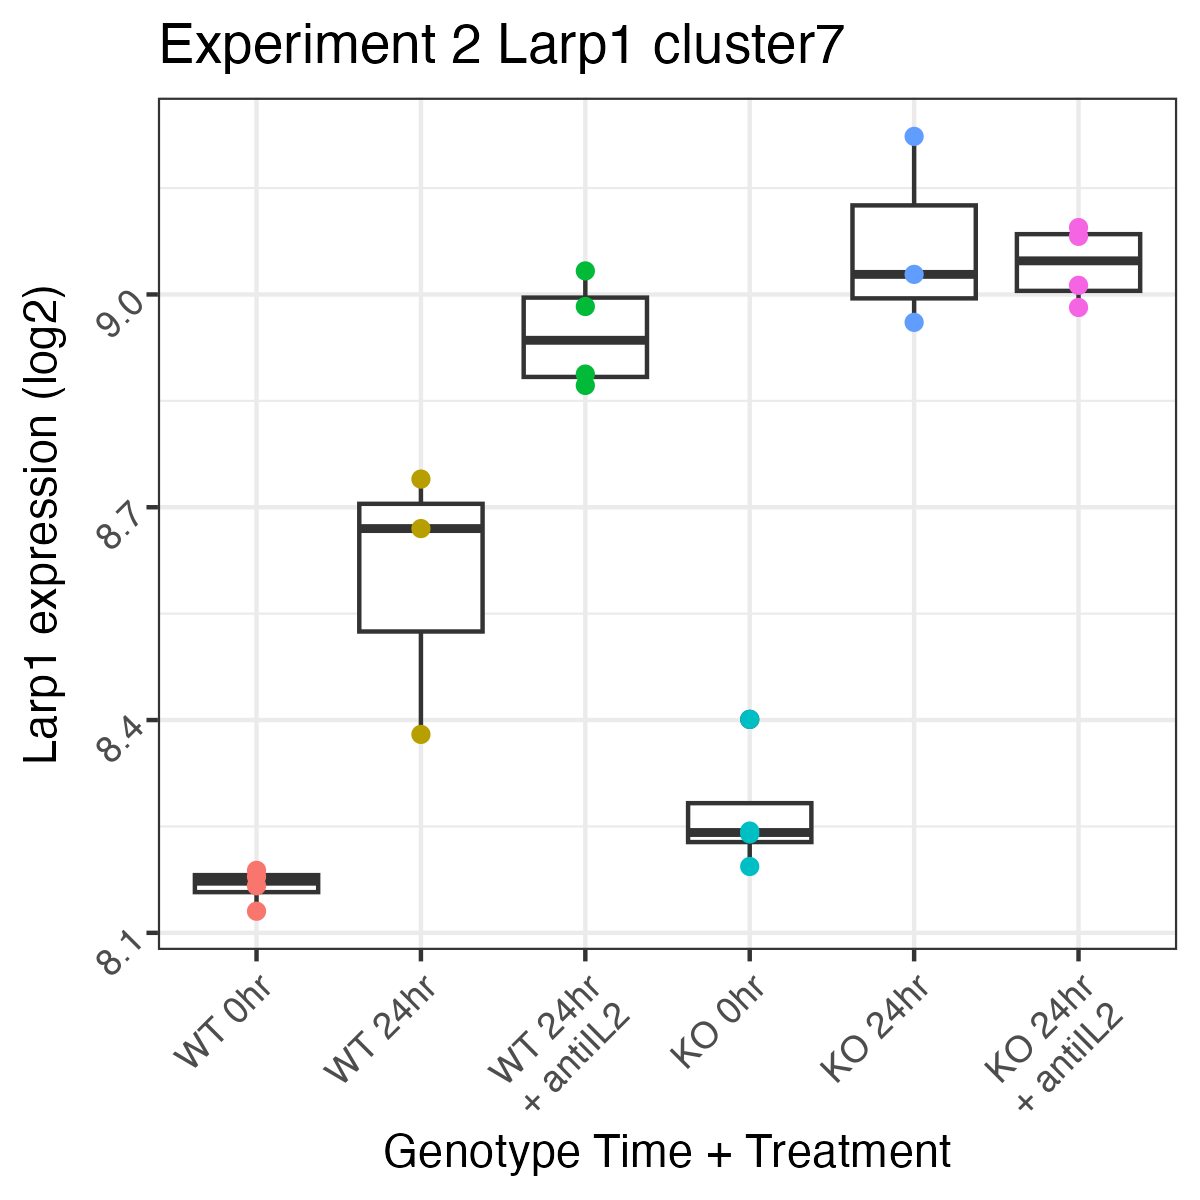 Experiment 2 Larp1 cluster7
Larp1 expression (log2)
9.0
8.7
8.4
8.1
WT 0hr
WT 24hr
WT 24hr
+ antiIL2
KO 0hr
KO 24hr
KO 24hr
+ antiIL2
Genotype Time + Treatment